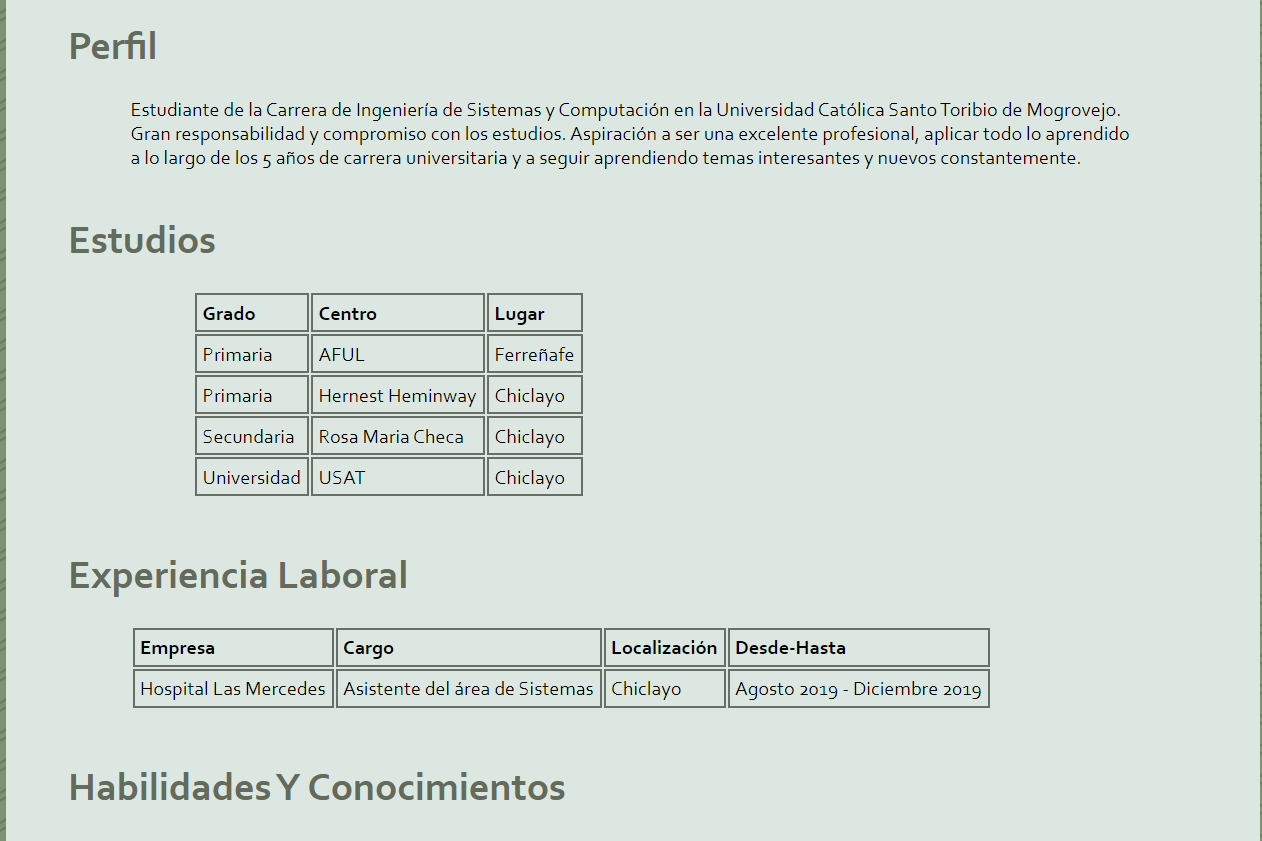 Perfil
Estudiante de la Carrera de Ingeniería de Sistemas y Computación en la Universidad Católica Santo Toribio de Mogrovejo.
Gran responsabilidad y compromiso con los estudios. Aspiración a ser una excelente profesional, aplicar todo lo aprendido
a lo largo de los 5 años de carrera universitaria y a seguir aprendiendo temas interesantes y nuevos constantemente.
Estudios
Grado Centro Lugar
Primaria AFUL Ferreñafe
Primaria Hernest Heminway Chiclayo
Secundaria Rosa Maria Checa Chiclayo
Universidad USAT Chiclayo
Experiencia Laboral
Empresa Cargo Localización Desde-Hasta
Hospital Las Mercedes Asistente del área de Sistemas Chiclayo Agosto 2019 - Diciembre 2019
Habilidades Y Conocimientos